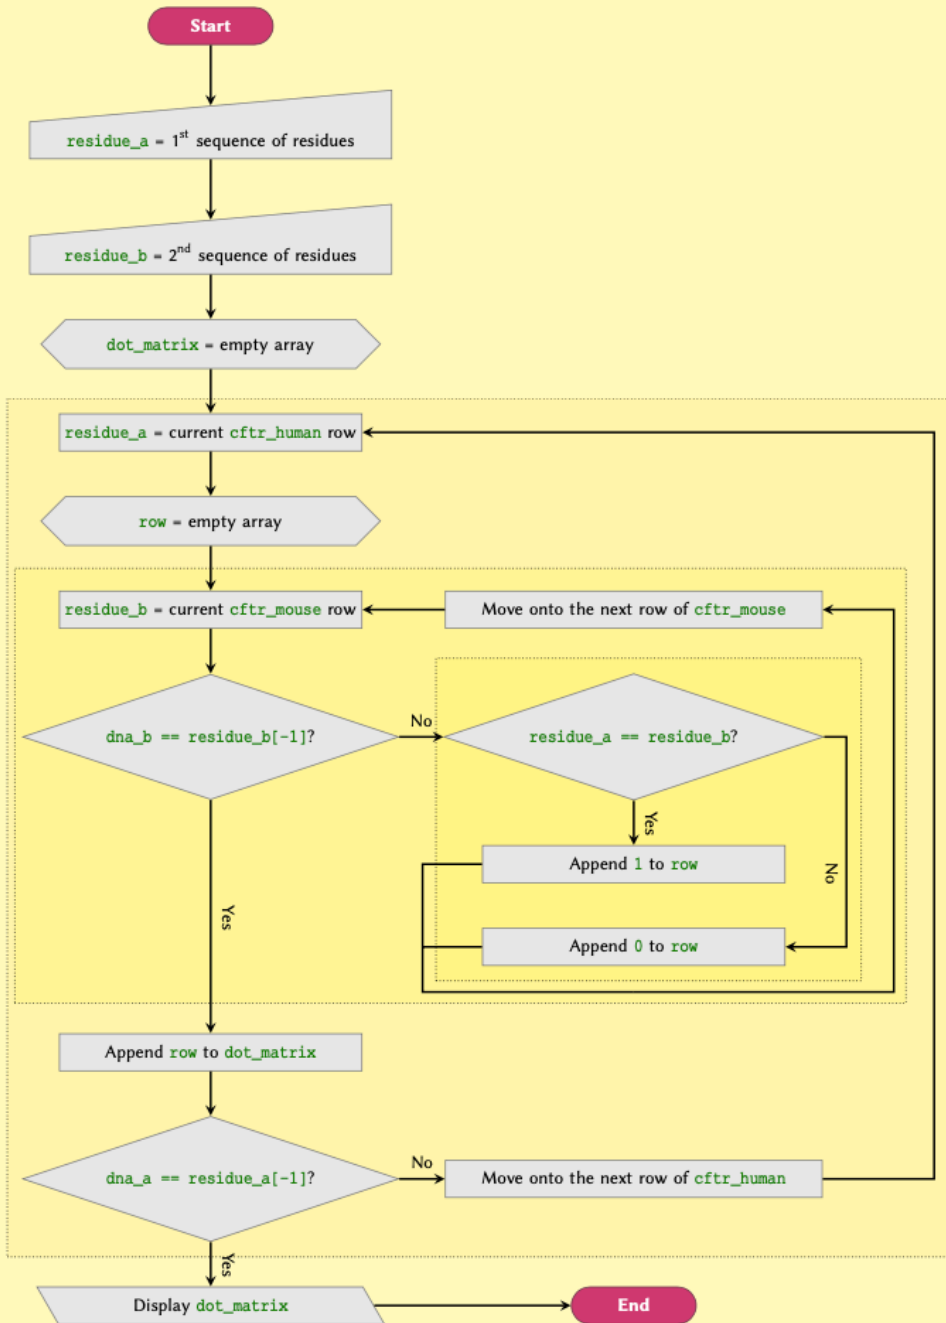 Start
residue_a = 1st sequence of residues
residue_b = 2nd sequence of residues
dot_matrix = empty array
residue_a = current cftr_human row
row = empty array
residue_b = current cftr_mouse row
Move onto the next row of cftr_mouse
dna_b == residue_b[-1]?
No
residue_a == residue_b?
Yes
Append 1 to row
No
Yes
Append 0 to row
Append row to dot_matrix
dna_a == residue_a[-1]?
No
Move onto the next row of cftr_human
Yes
Display dot_matrix
End